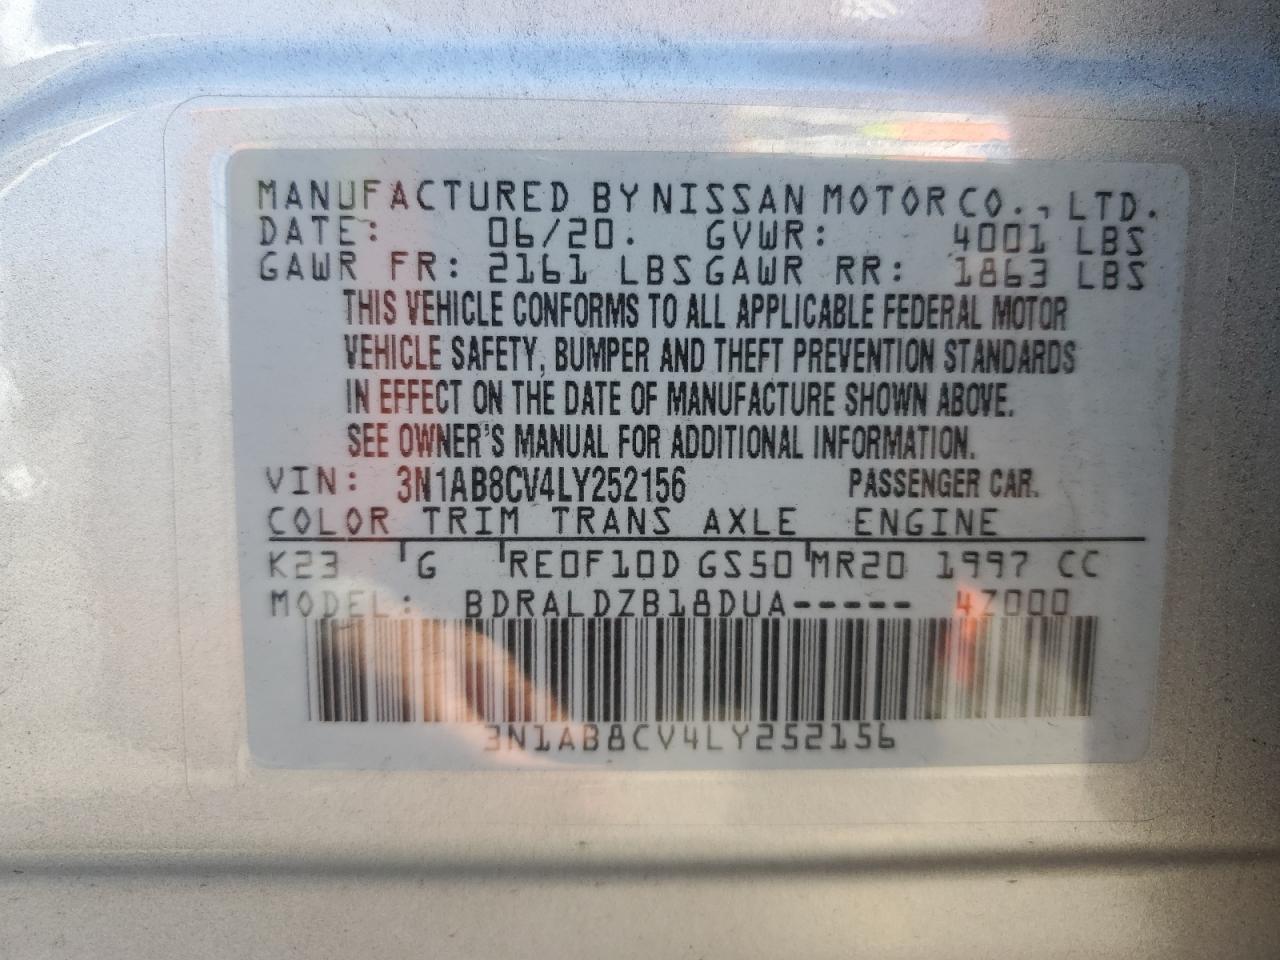 MANUFACTURED BY NISSAN MOTOR CO., LTD.
DATE: 06/20. GVWR: 4001 LBS
GAWR FR: 2161 LBS GAWR RR: 1863 LBS
THIS VEHICLE CONFORMS TO ALL APPLICABLE FEDERAL MOTOR
VEHICLE SAFETY, BUMPER AND THEFT PREVENTION STANDARDS
IN EFFECT ON THE DATE OF MANUFACTURE SHOWN ABOVE.
SEE OWNER'S MANUAL FOR ADDITIONAL INFORMATION.
VIN: 3N1AB8CV4LY252156 PASSENGER CAR.
COLOR TRIM TRANS AXLE ENGINE
K23 G RE0F10D GS50 MR20 1997 CC
MODEL: BDRALDZB18DUA----- 4Z000
3N1AB8CV4LY252156